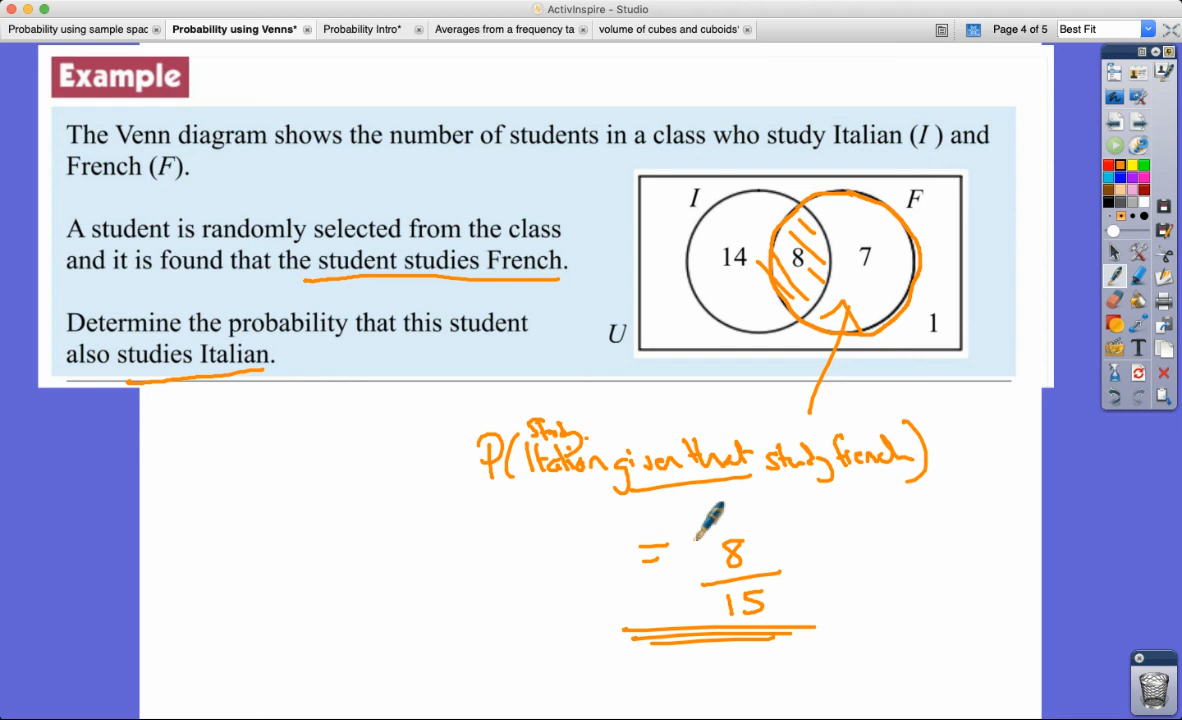 ActivInspire - Studio
Probability using sample spac
Probability using Venns*
Probability Intro*
Averages from a frequency ta
volume of cubes and cuboids'
Page 4 of 5
Best Fit
Example
The Venn diagram shows the number of students in a class who study Italian (I ) and
French (F).
A student is randomly selected from the class
and it is found that the student studies French.
Determine the probability that this student
also studies Italian.
I
F
14
8
7
1
U
study
P(Italian given that study french)
= 8
15